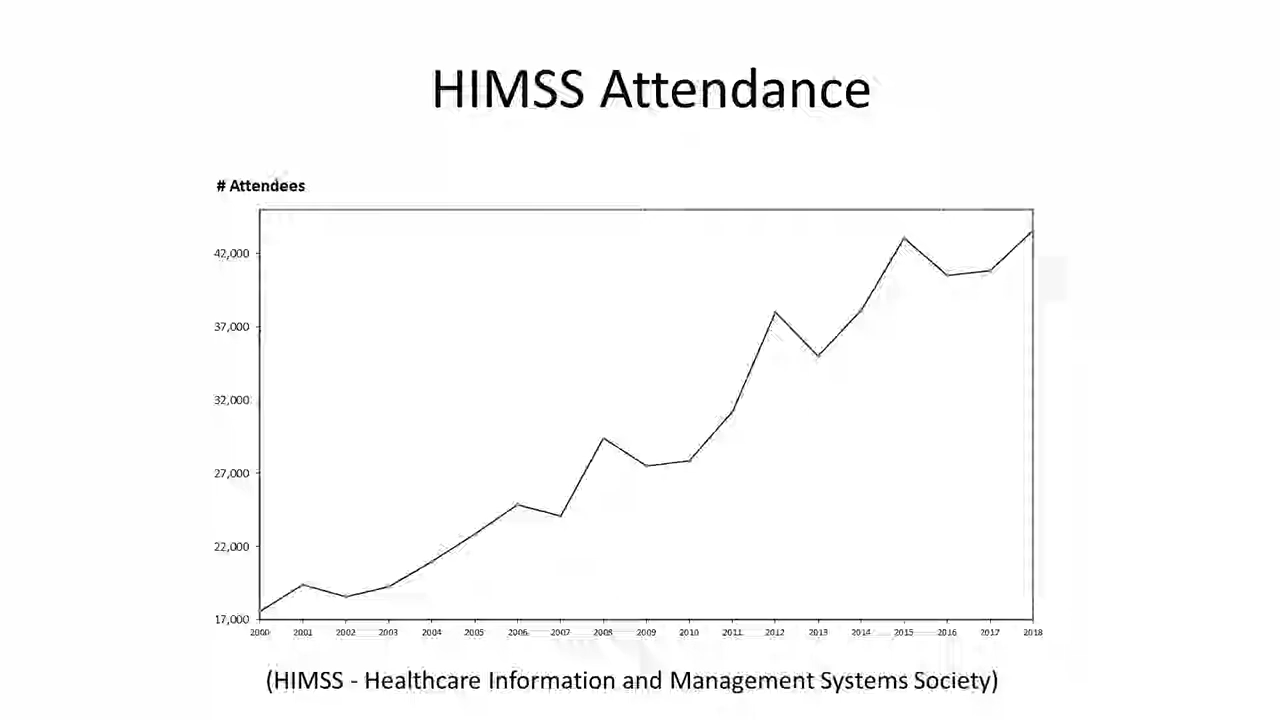 HIMSS Attendance
# Attendees
42,000
37,000
32,000
27,000
22,000
17,000
2000 2001 2002 2003 2004 2005 2006 2007 2008 2009 2010 2011 2012 2013 2014 2015 2016 2017 2018
(HIMSS - Healthcare Information and Management Systems Society)